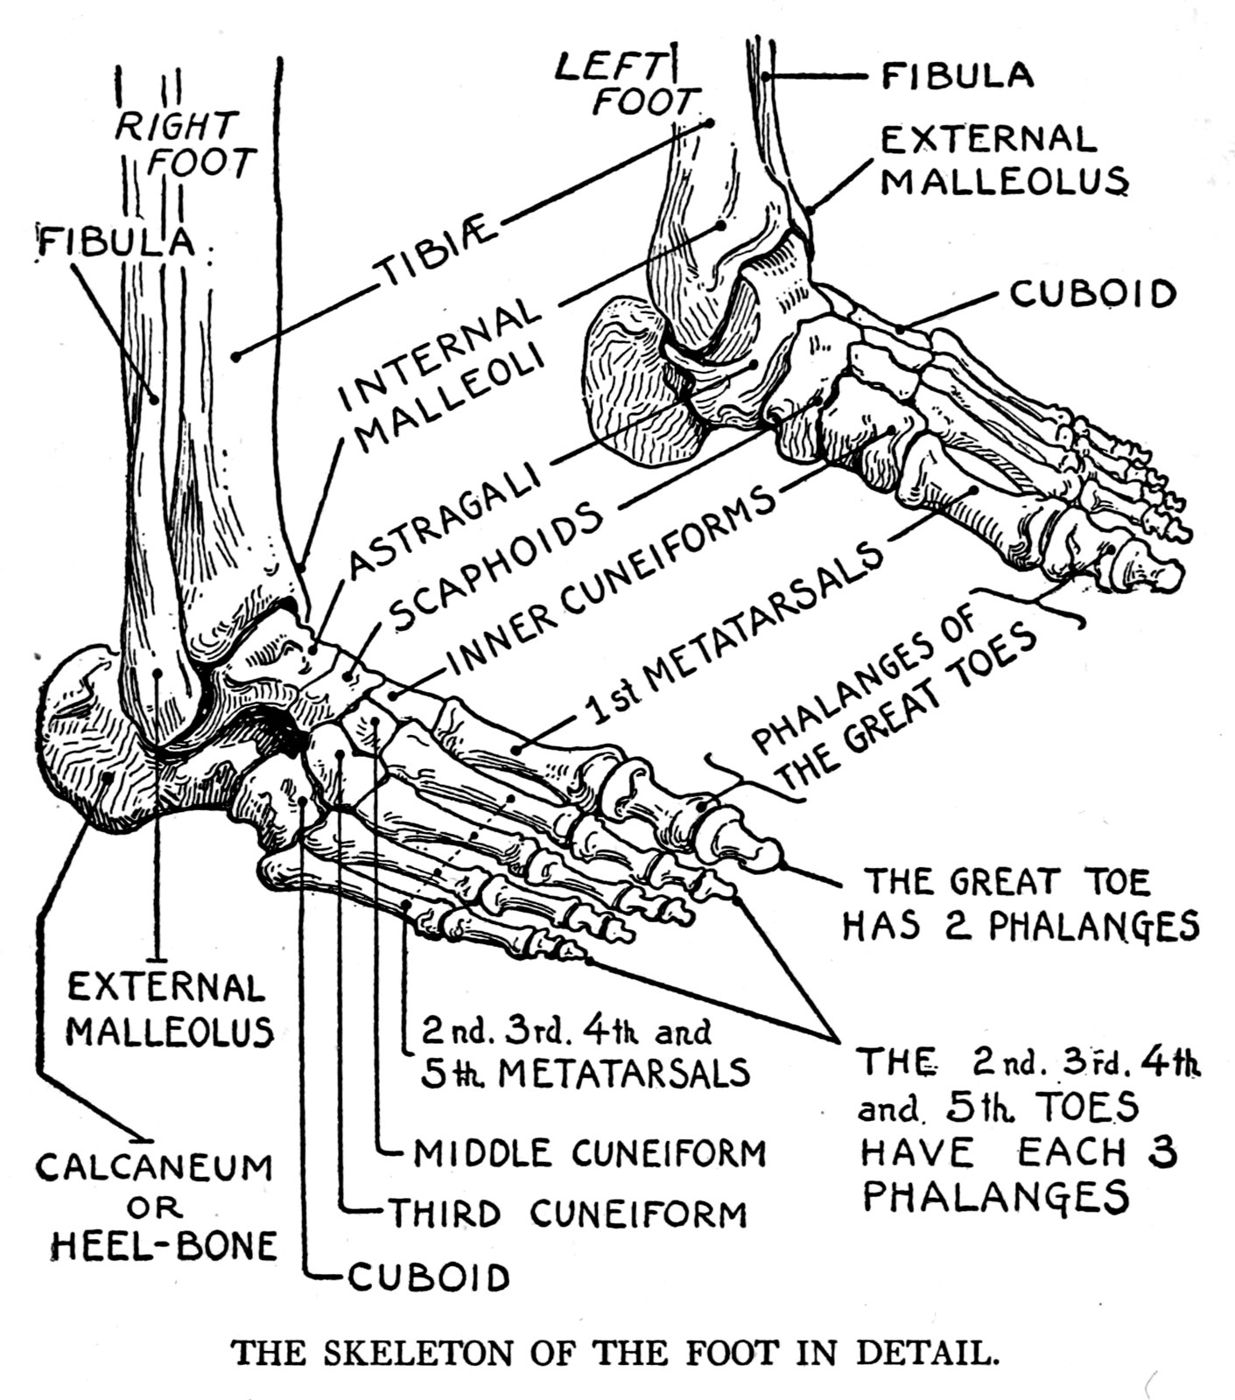 LEFT
FOOT
FIBULA
EXTERNAL
MALLEOLUS
RIGHT
FOOT
FIBULA
TIBIÆ
CUBOID
INTERNAL
MALLEOLI
ASTRAGALI
SCAPHOIDS
INNER CUNEIFORMS
1st METATARSALS
PHALANGES OF
THE GREAT TOES
THE GREAT TOE
HAS 2 PHALANGES
EXTERNAL
MALLEOLUS
2nd. 3rd. 4th and
5th METATARSALS
THE 2nd. 3rd. 4th
and 5th TOES
HAVE EACH 3
PHALANGES
MIDDLE CUNEIFORM
CALCANEUM
OR
HEEL-BONE
THIRD CUNEIFORM
CUBOID
THE SKELETON OF THE FOOT IN DETAIL.